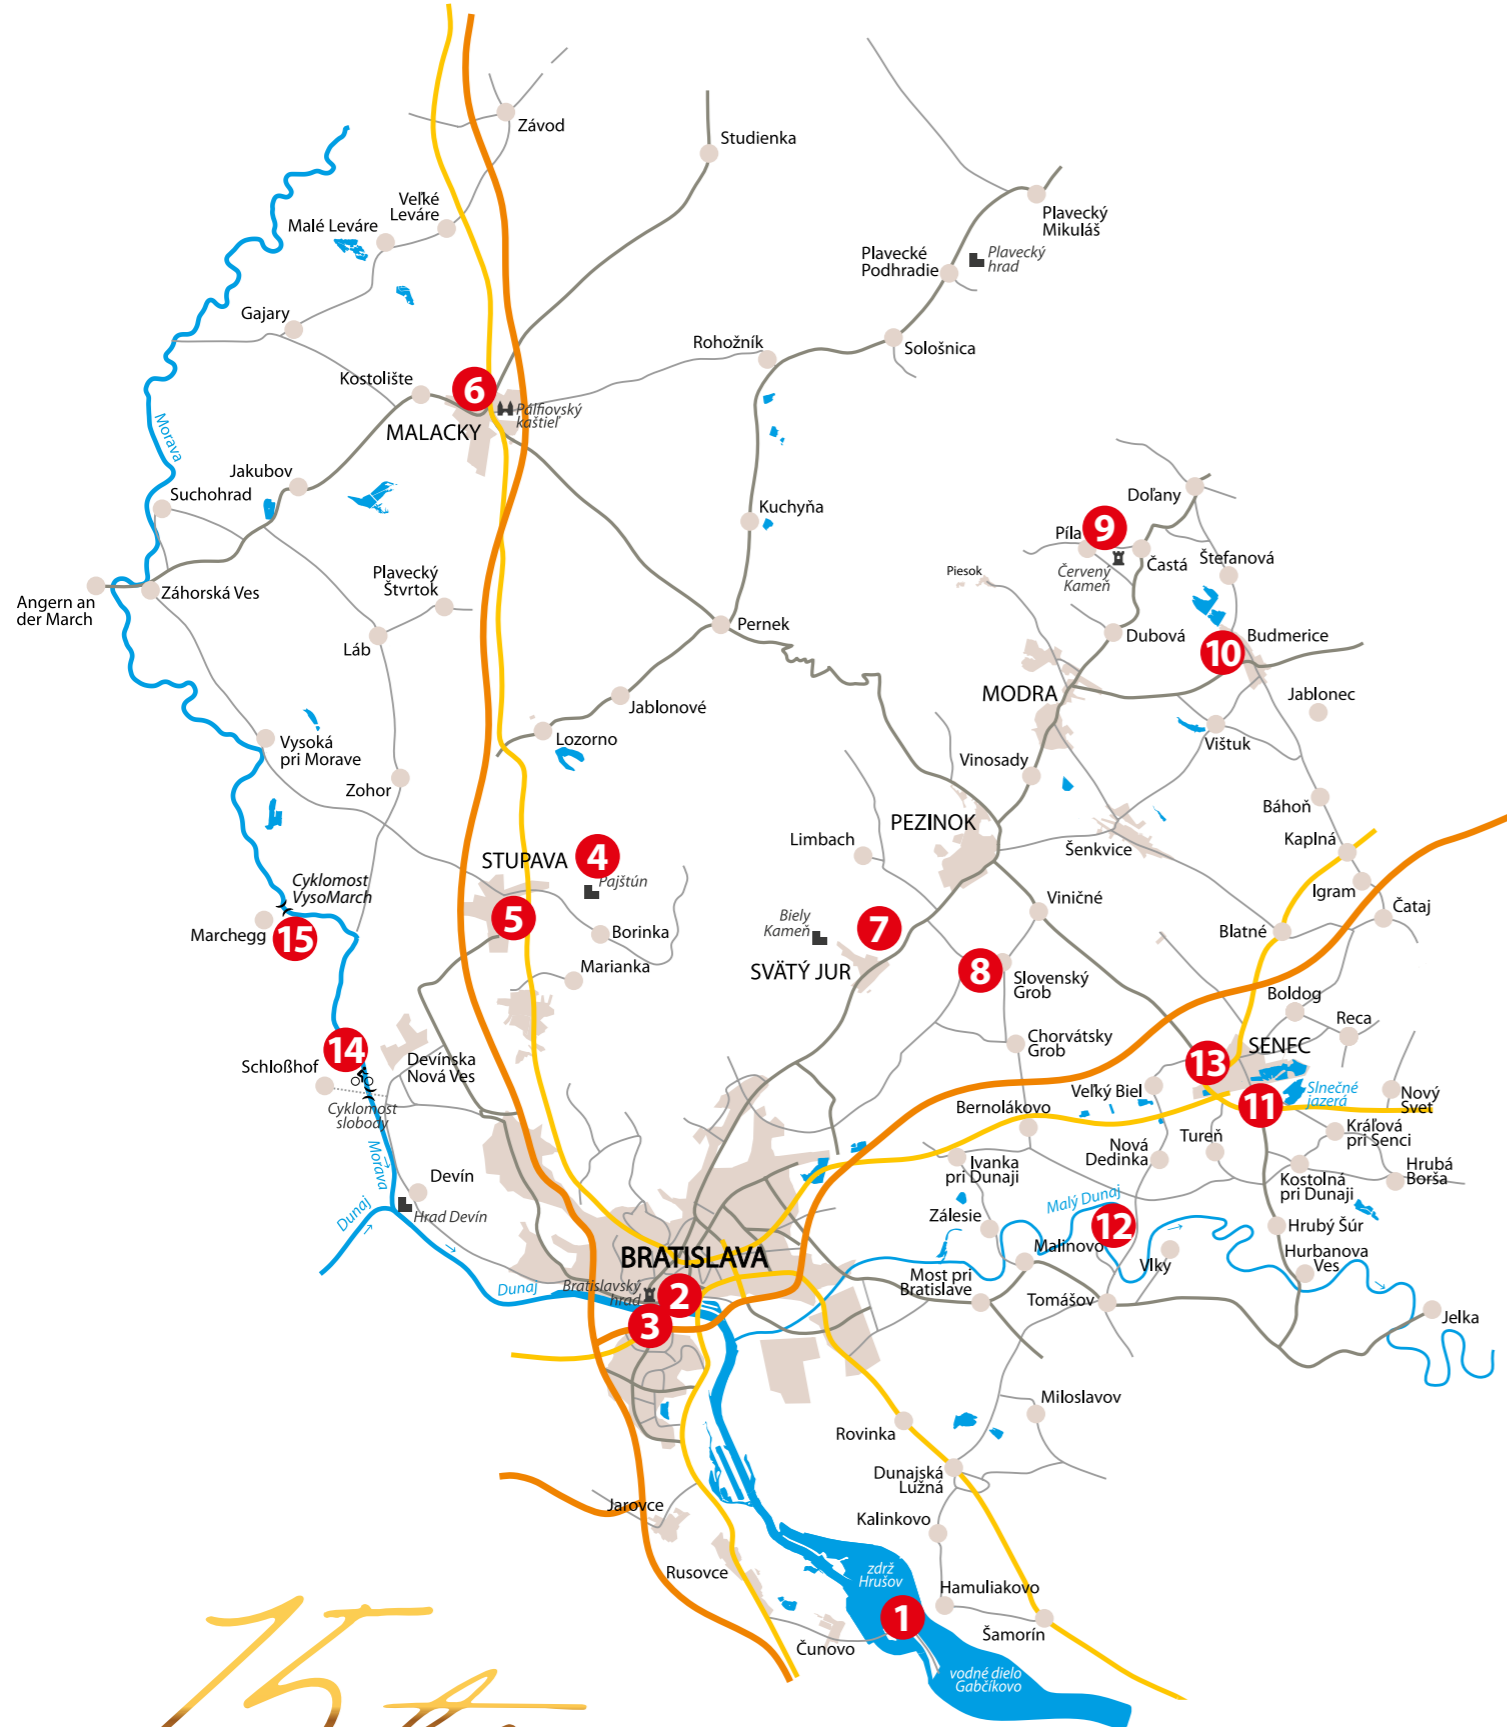 Závod
Studienka
Veľké
Leváre
Malé Leváre
Plavecký
Mikuláš
Plavecké
Podhradie
Plavecký
hrad
Gajary
Rohožník
Sološnica
Kostolište
6
Pálfiovský
kaštieľ
MALACKY
Morava
Jakubov
Suchohrad
Kuchyňa
Doľany
9
Píla
Častá
Štefanová
Červený
Kameň
Piesok
Plavecký
Štvrtok
Angern an
der March
Záhorská Ves
Láb
Pernek
Dubová
Budmerice
10
MODRA
Jablonec
Jablonové
Lozorno
Vysoká
pri Morave
Vištuk
Vinosady
Zohor
Báhoň
PEZINOK
Kaplná
Limbach
Šenkvice
STUPAVA
4
Pajštún
Igram
Cyklomost
VysoMarch
Viničné
Čataj
5
Biely
Kameň
7
Borinka
Blatné
Marchegg
15
Marianka
SVÄTÝ JUR
8
Slovenský
Grob
Boldog
Reca
Chorvátsky
Grob
14
Schloßhof
Devínska
Nová Ves
SENEC
13
Veľký Biel
Slnečné
jazerá
Nový
Svet
Cyklomost
slobody
Bernolákovo
11
Kráľová
pri Senci
Tureň
Nová
Dedinka
Morava
Devín
Ivanka
pri Dunaji
Kostolná
pri Dunaji
Hrubá
Borša
Dunaj
Hrad Devín
Malý Dunaj
Zálesie
12
Hrubý Šúr
Malinovo
BRATISLAVA
Vlky
Hurbanova
Ves
Most pri
Bratislave
Dunaj
Bratislavský
hrad
2
Tomášov
3
Jelka
Miloslavov
Rovinka
Dunajská
Lužná
Jarovce
Kalinkovo
zdrž
Hrušov
Rusovce
Hamuliakovo
1
Čunovo
Šamorín
vodné dielo
Gabčíkovo
15